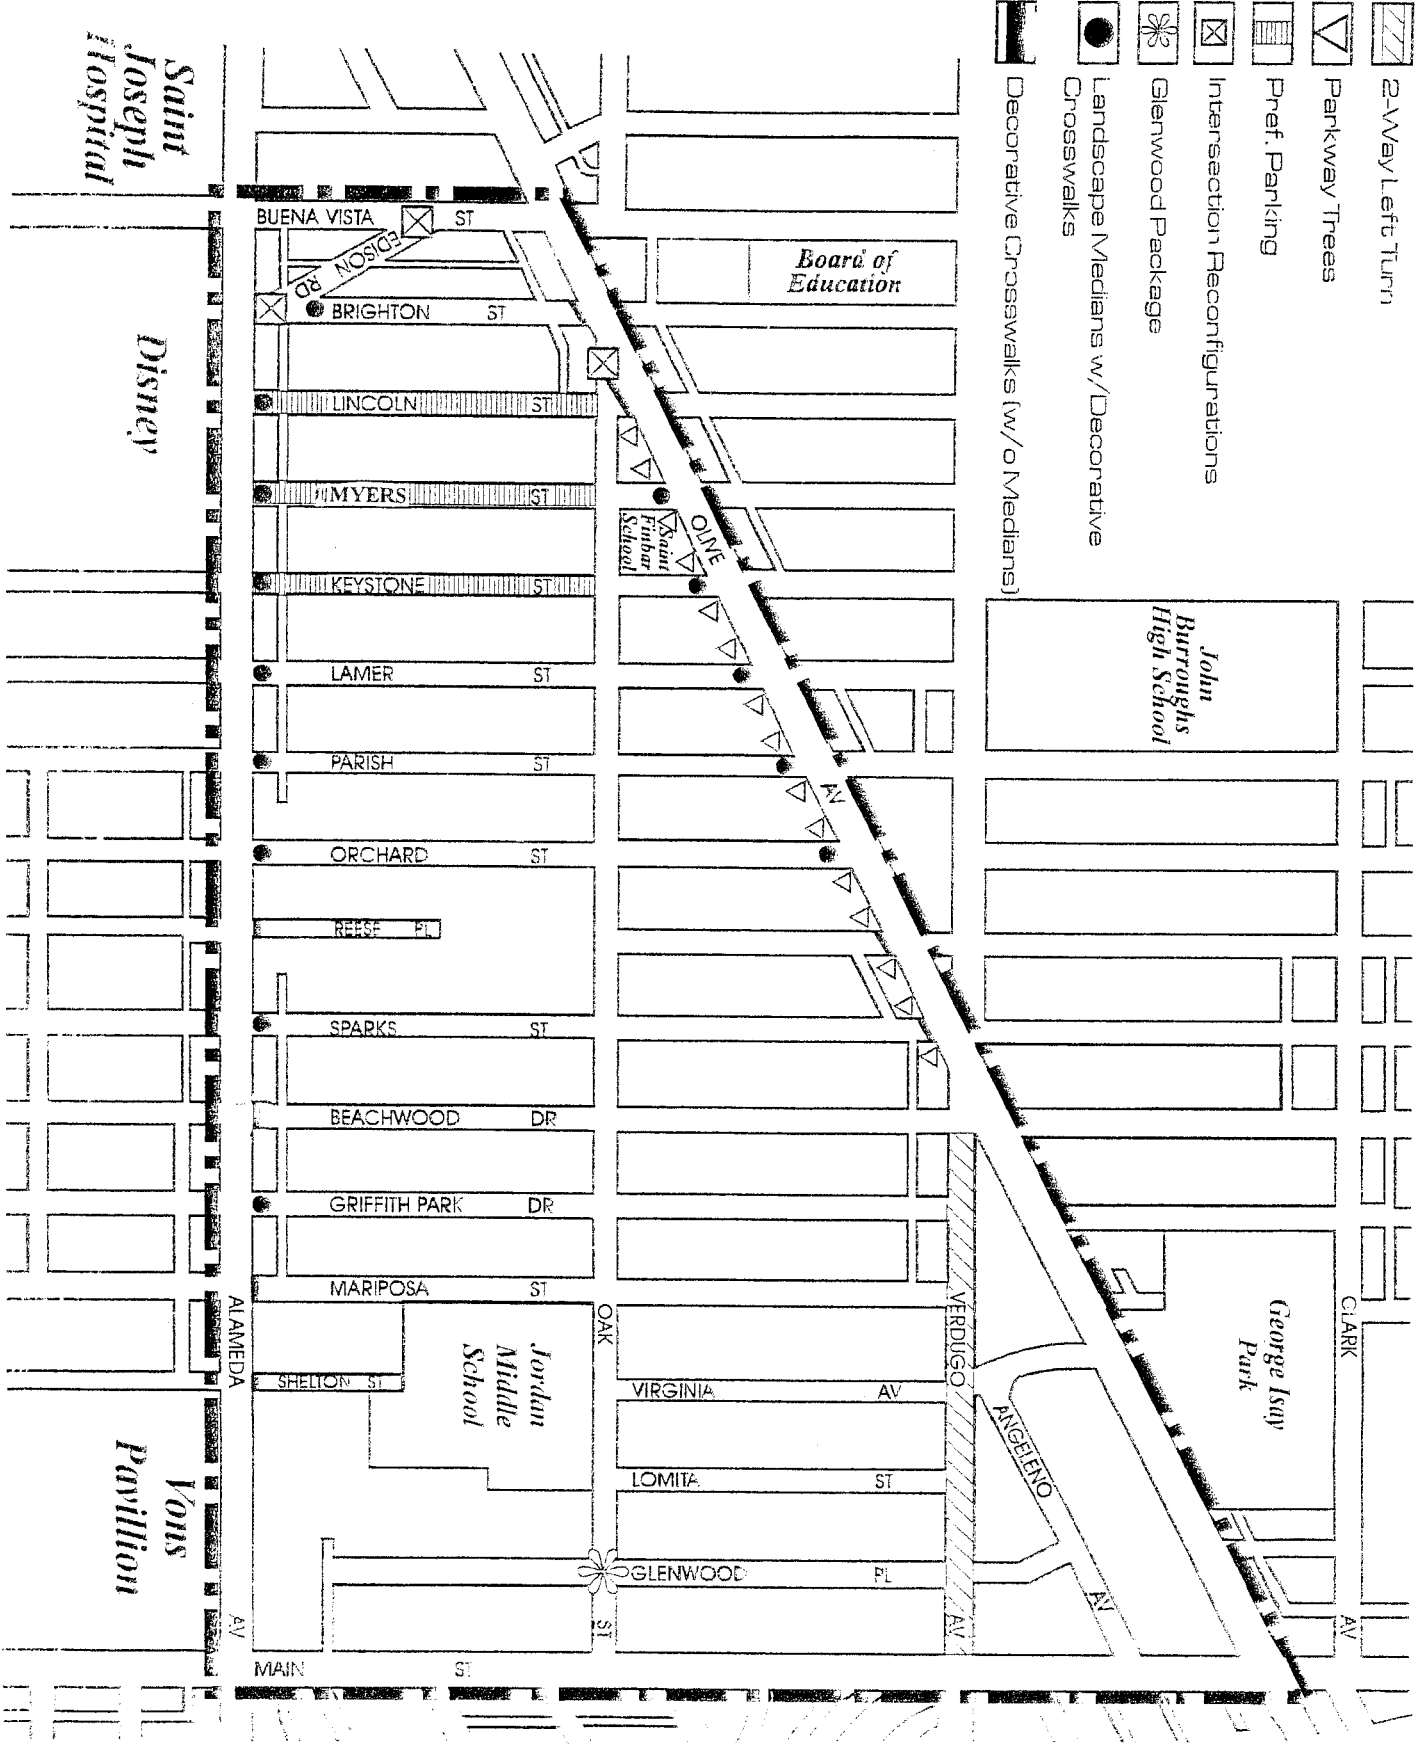 2-Way Left Turn
Parkway Trees
Pref. Parking
Intersection Reconfigurations
Glenwood Package
Landscape Medians w/Decorative
Crosswalks
Decorative Crosswalks (w/o Medians)
Saint
Joseph
Hospital
BUENA VISTA ST
EDISON RD
Board of
Education
BRIGHTON ST
Disney
LINCOLN ST
MYERS ST
OLIVE
Saint
Finbar
School
KEYSTONE ST
John
Burroughs
High School
LAMER ST
PARISH ST
AV
ORCHARD ST
REESE PL
SPARKS ST
BEACHWOOD DR
GRIFFITH PARK DR
MARIPOSA ST
ALAMEDA
OAK
VERDUGO
CLARK
George Isay
Park
Jordan
Middle
School
SHELTON ST
VIRGINIA AV
ANGELENO
LOMITA ST
Vons
Pavillion
GLENWOOD PL
AV
AV
ST
AV
AV
MAIN ST